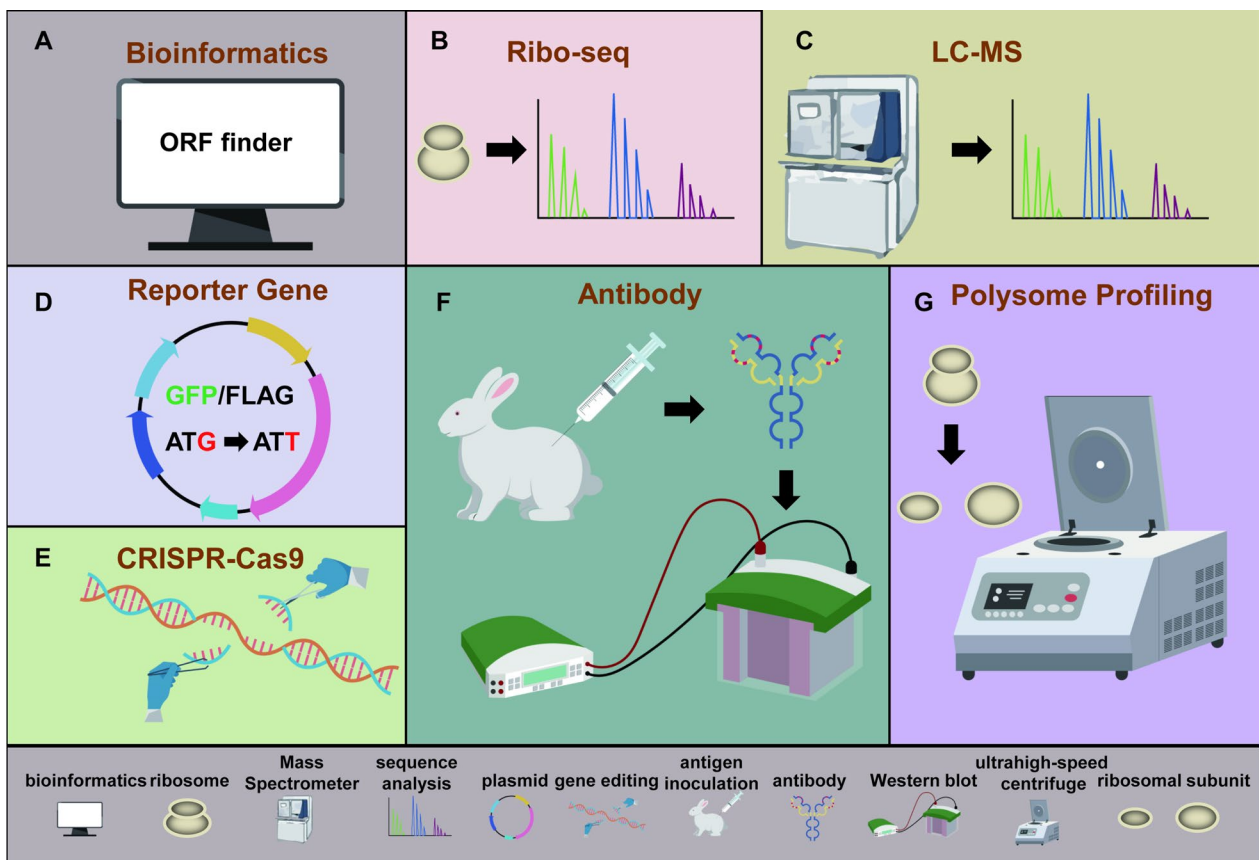 A
Bioinformatics
ORF finder
B
Ribo-seq
C
LC-MS
D
Reporter Gene
GFP/FLAG
ATG ATT
E
CRISPR-Cas9
F
Antibody
G
Polysome Profiling
bioinformatics
ribosome
Mass
Spectrometer
sequence
analysis
plasmid
gene editing
antigen
inoculation
antibody
Western blot
ultrahigh-speed
centrifuge
ribosomal subunit